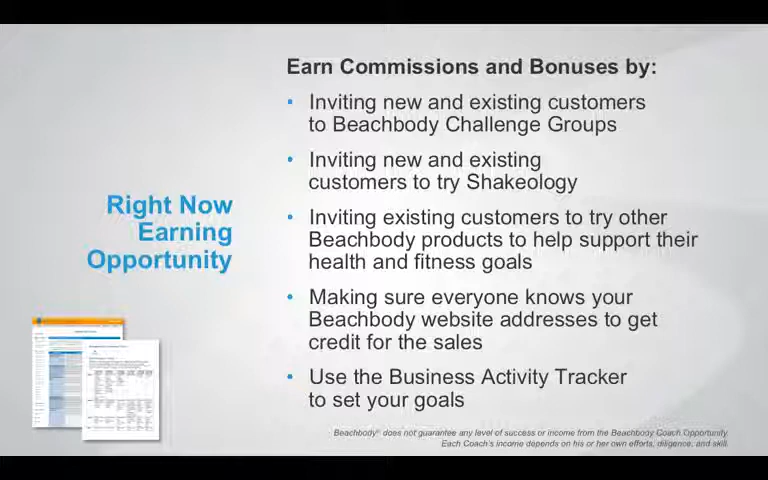 Earn Commissions and Bonuses by:
• Inviting new and existing customers
to Beachbody Challenge Groups
• Inviting new and existing
customers to try Shakeology
Right Now
Earning
Opportunity
• Inviting existing customers to try other
Beachbody products to help support their
health and fitness goals
• Making sure everyone knows your
Beachbody website addresses to get
credit for the sales
• Use the Business Activity Tracker
to set your goals
Beachbody® does not guarantee any level of success or income from the Beachbody Coach Opportunity.
Each Coach's income depends on his or her own efforts, diligence, and skill.